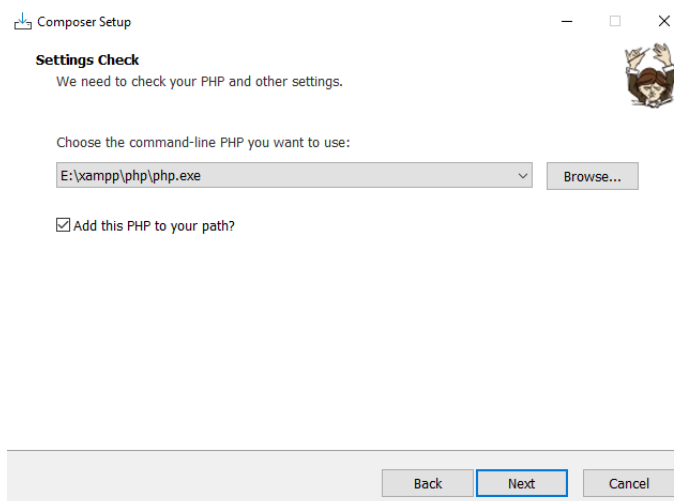 Composer Setup
Settings Check
We need to check your PHP and other settings.
Choose the command-line PHP you want to use:
E:\xampp\php\php.exe
Browse...
Add this PHP to your path?
Back
Next
Cancel